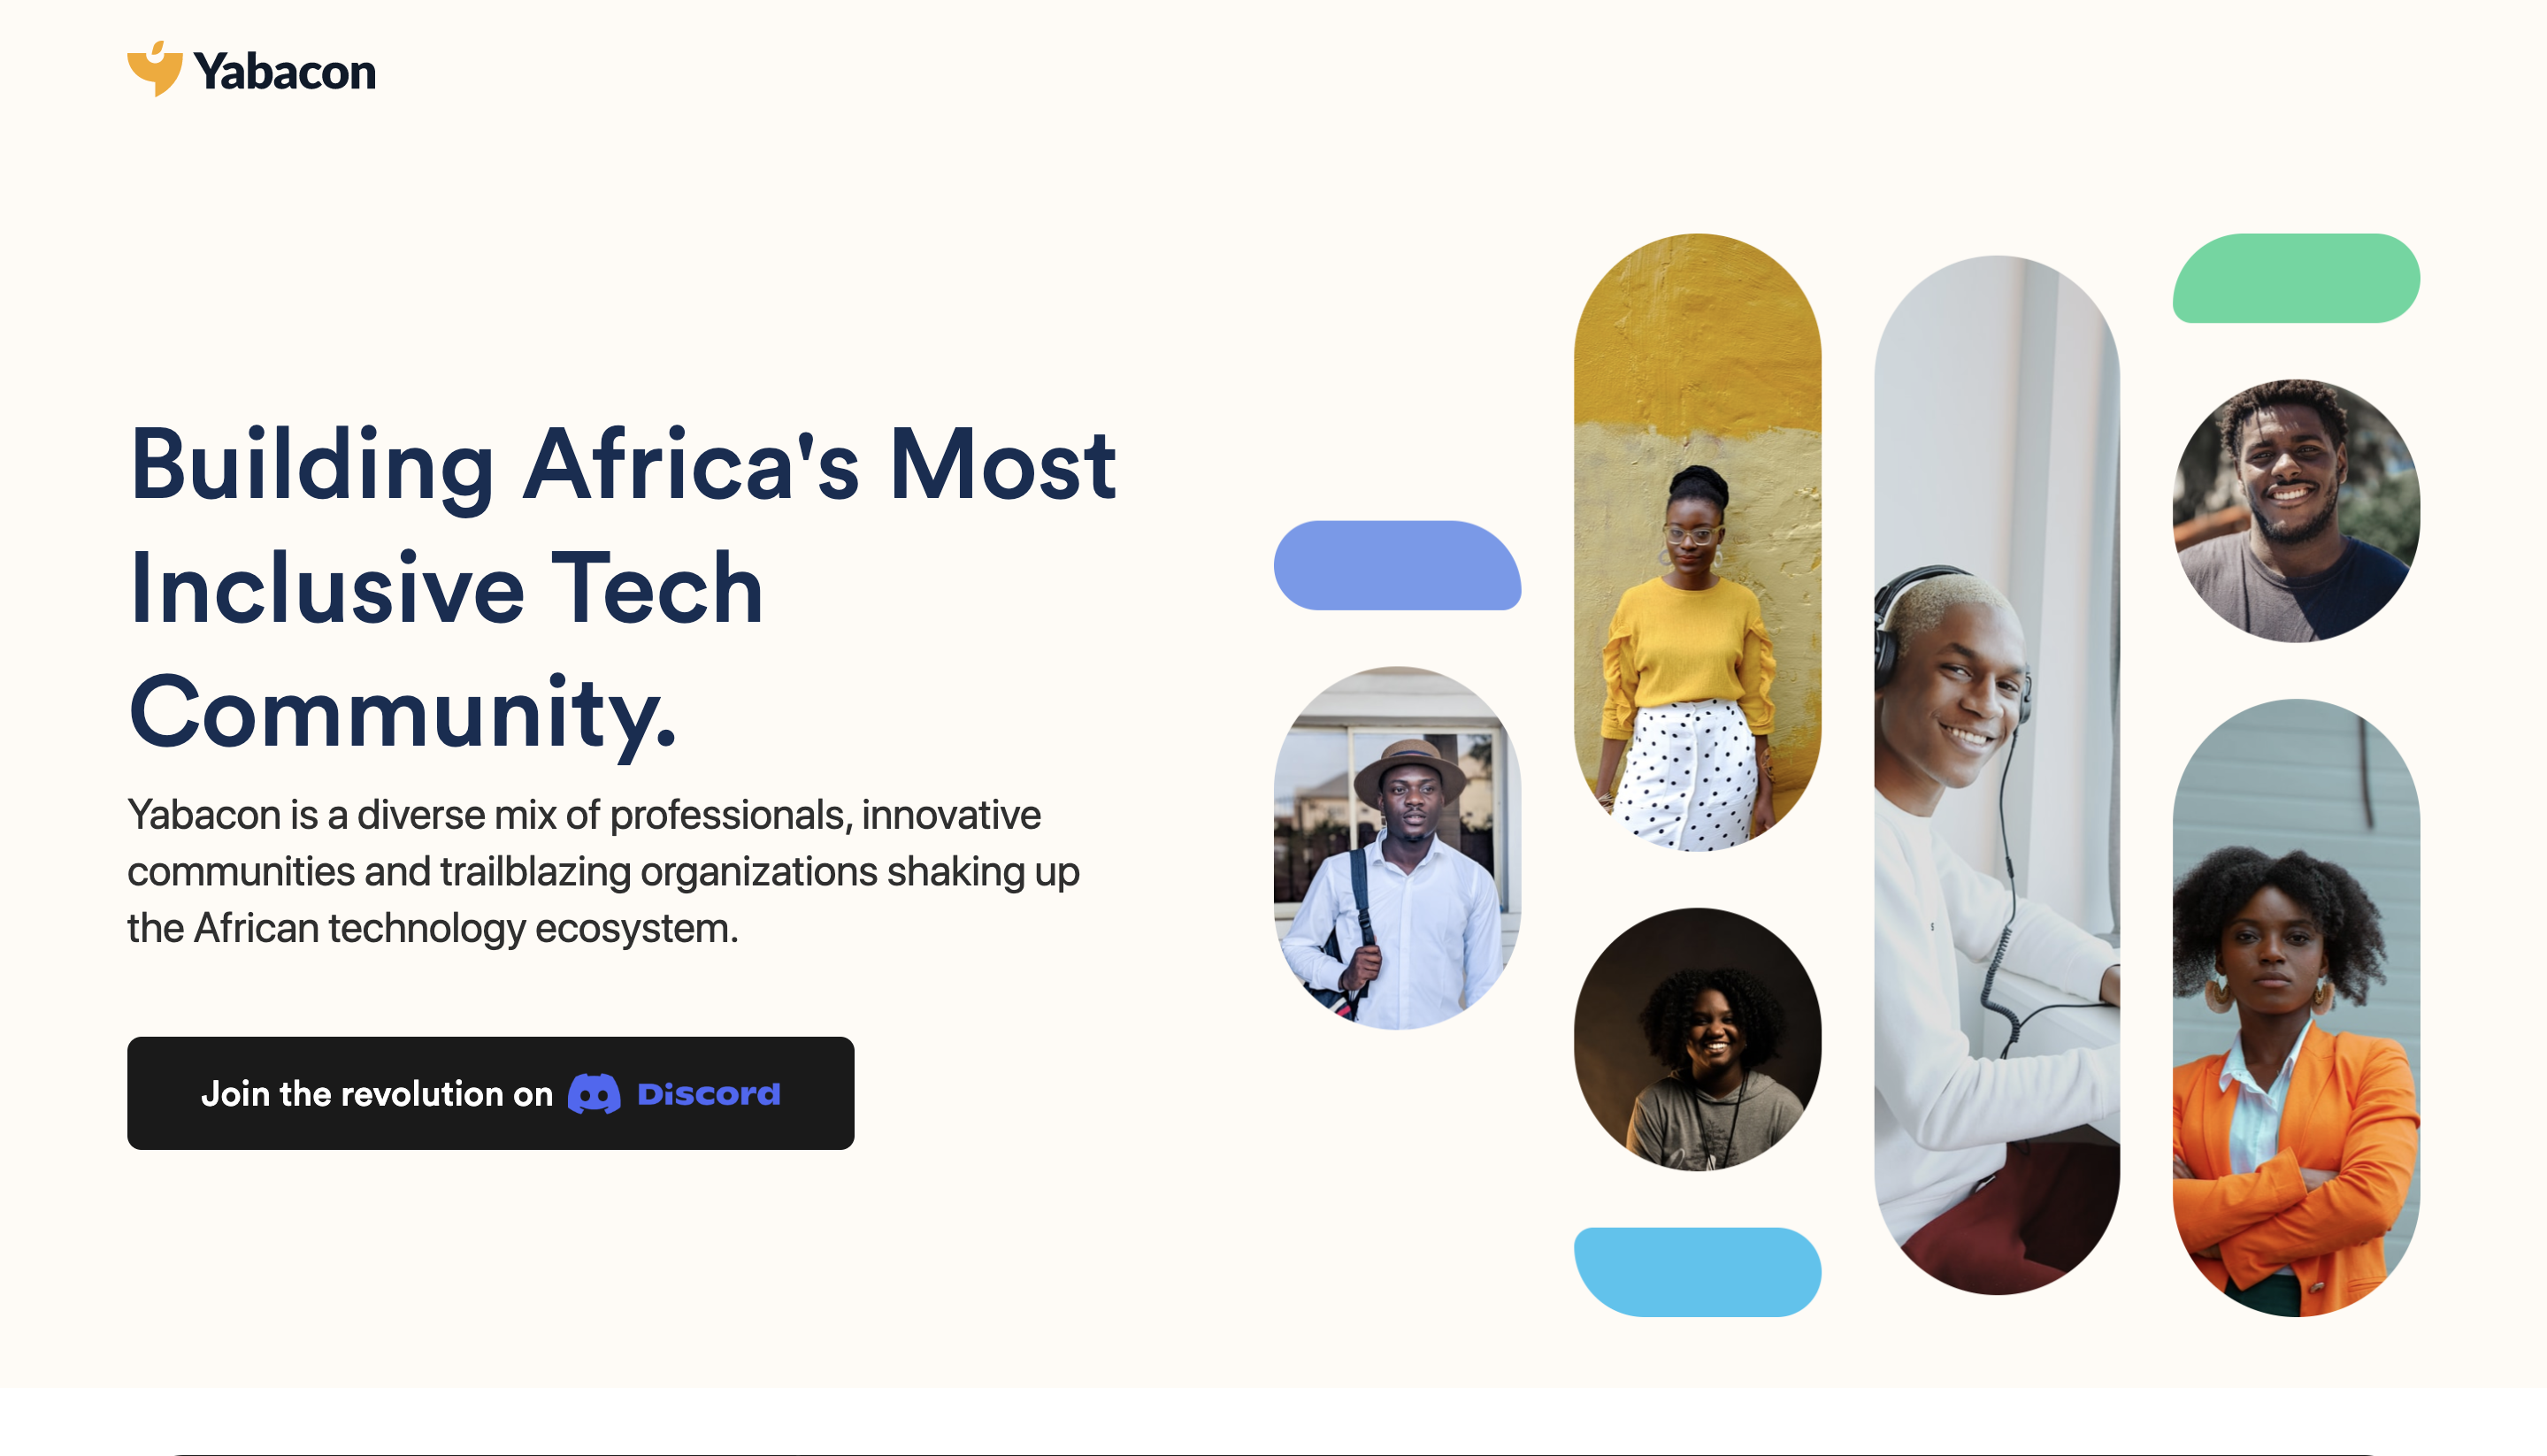 Yabacon
Building Africa's Most
Inclusive Tech
Community.
Yabacon is a diverse mix of professionals, innovative
communities and trailblazing organizations shaking up
the African technology ecosystem.
Join the revolution on Discord